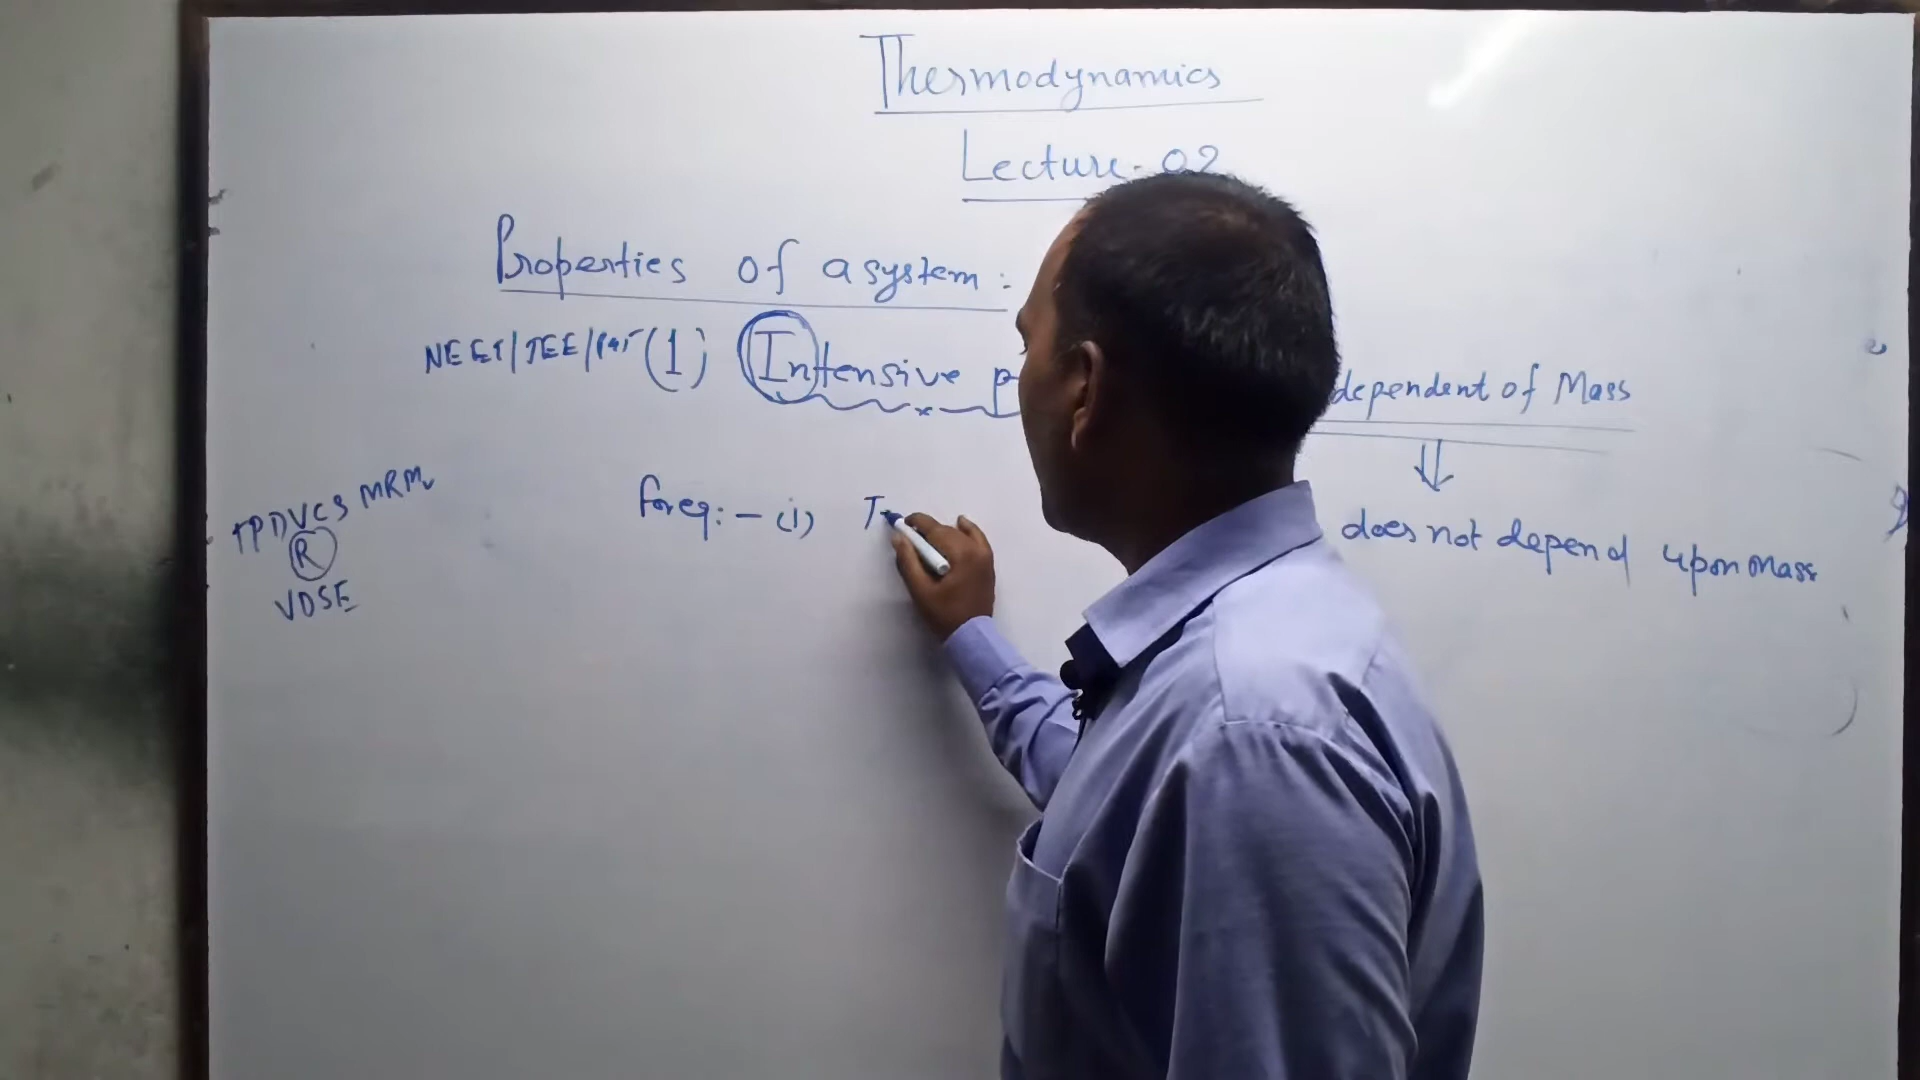 Thermodynamics
Lecture-02
Properties of a system:
NEET/JEE/ (1) Intensive p dependent of Mass
for eg:- (i) T
does not depend upon mass
TPDVCS MRM
R
VDSE